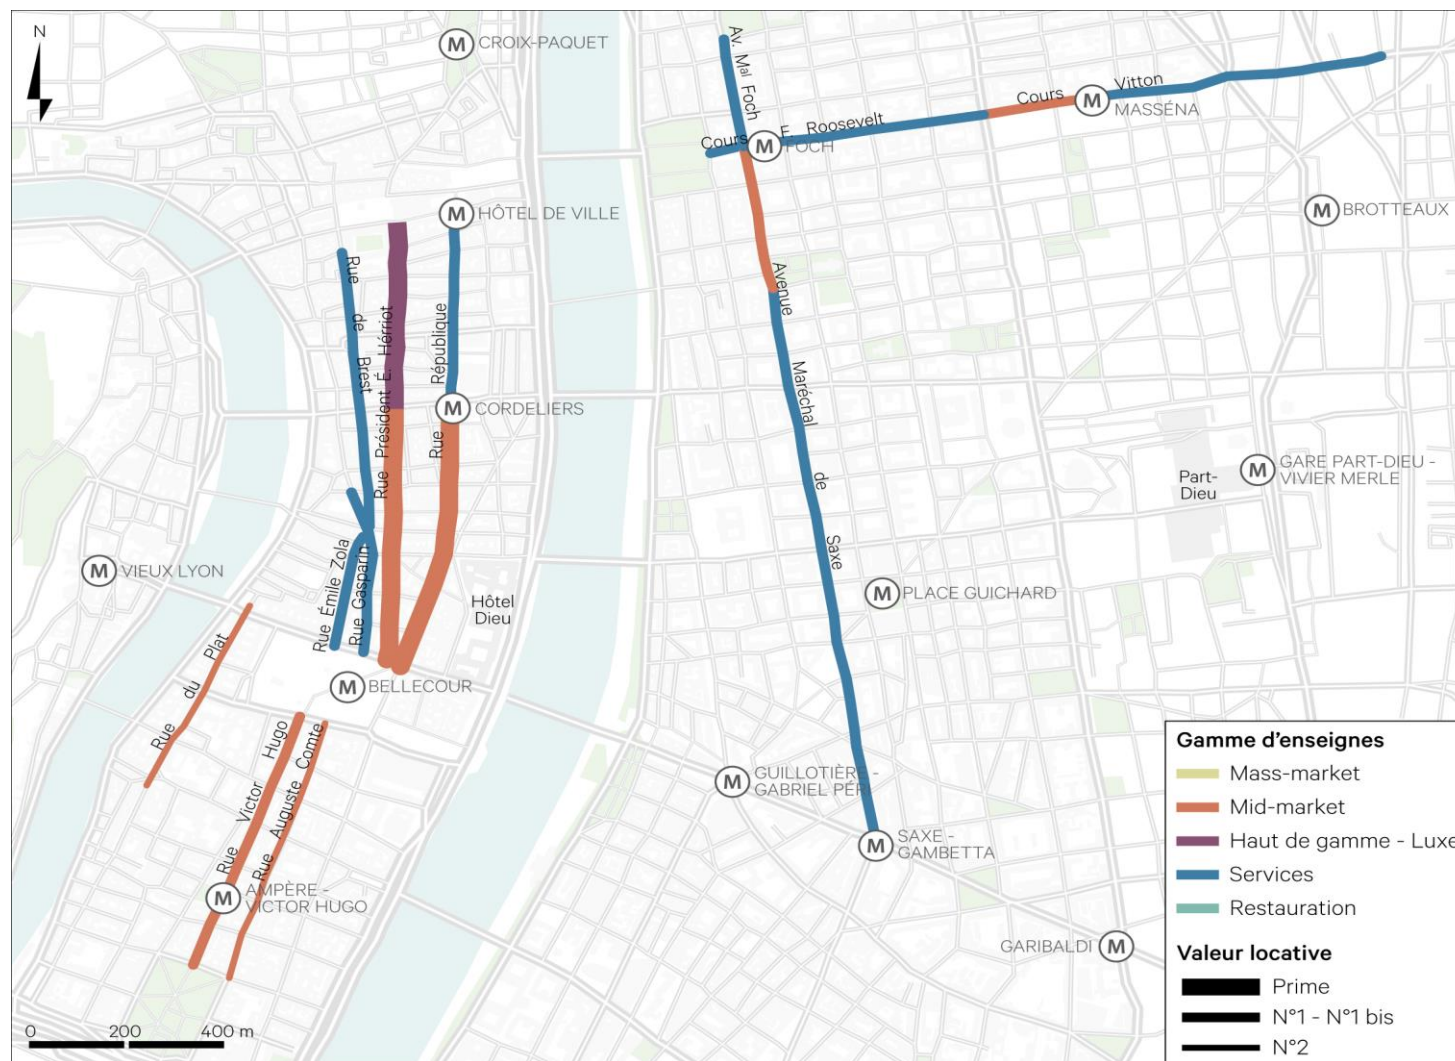 N
M CROIX-PAQUET
Av. Mal Foch
Cours Vitton
M MASSÉNA
Cours E. Roosevelt
M FOCH
M HÔTEL DE VILLE
M BROTTEAUX
Rue de Brest
Rue Président É. Hérriot
Rue République
Avenue Maréchal de Saxe
M CORDELIERS
Part-
Dieu
M GARE PART-DIEU -
VIVIER MERLE
M VIEUX LYON
Rue Émile Zola
Rue Gasparin
Hôtel
Dieu
M PLACE GUICHARD
Rue du Plat
M BELLECOUR
Rue Victor Hugo
Rue Auguste Comte
M GUILLOTIÈRE -
GABRIEL PÉRI
M SAXE -
GAMBETTA
M AMPÈRE -
VICTOR HUGO
GARIBALDI M
0 200 400 m
Gamme d'enseignes
Mass-market
Mid-market
Haut de gamme - Luxe
Services
Restauration
Valeur locative
Prime
N°1 - N°1 bis
N°2